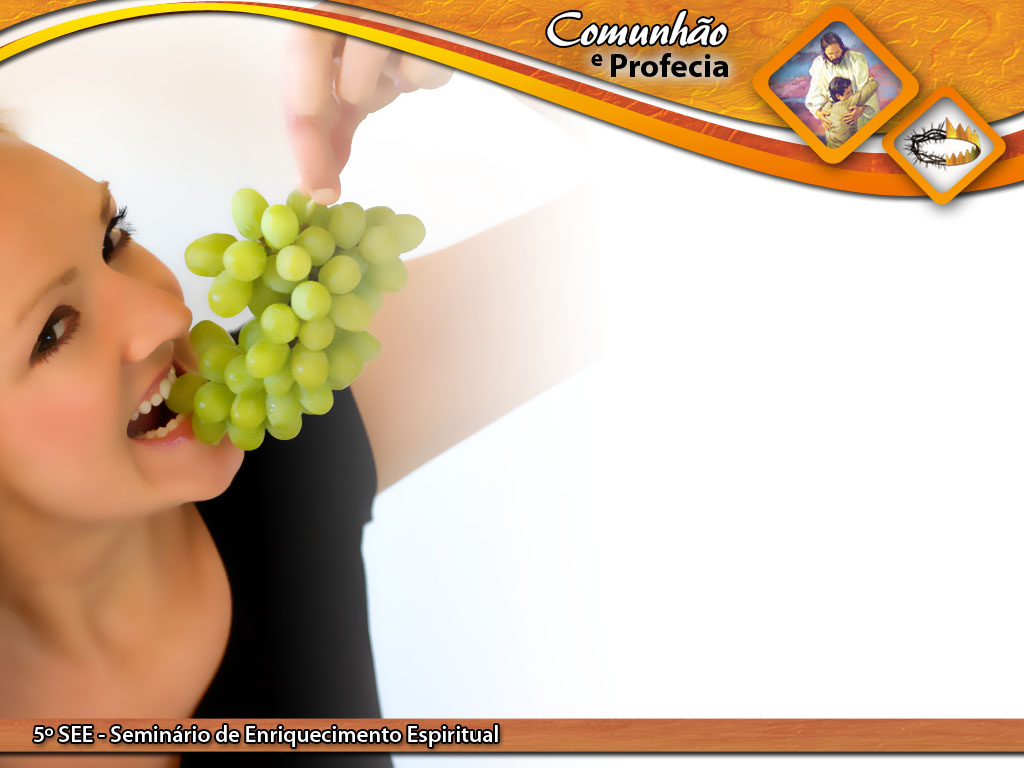 Comunhão
e Profecia
5º SEE - Seminário de Enriquecimento Espiritual